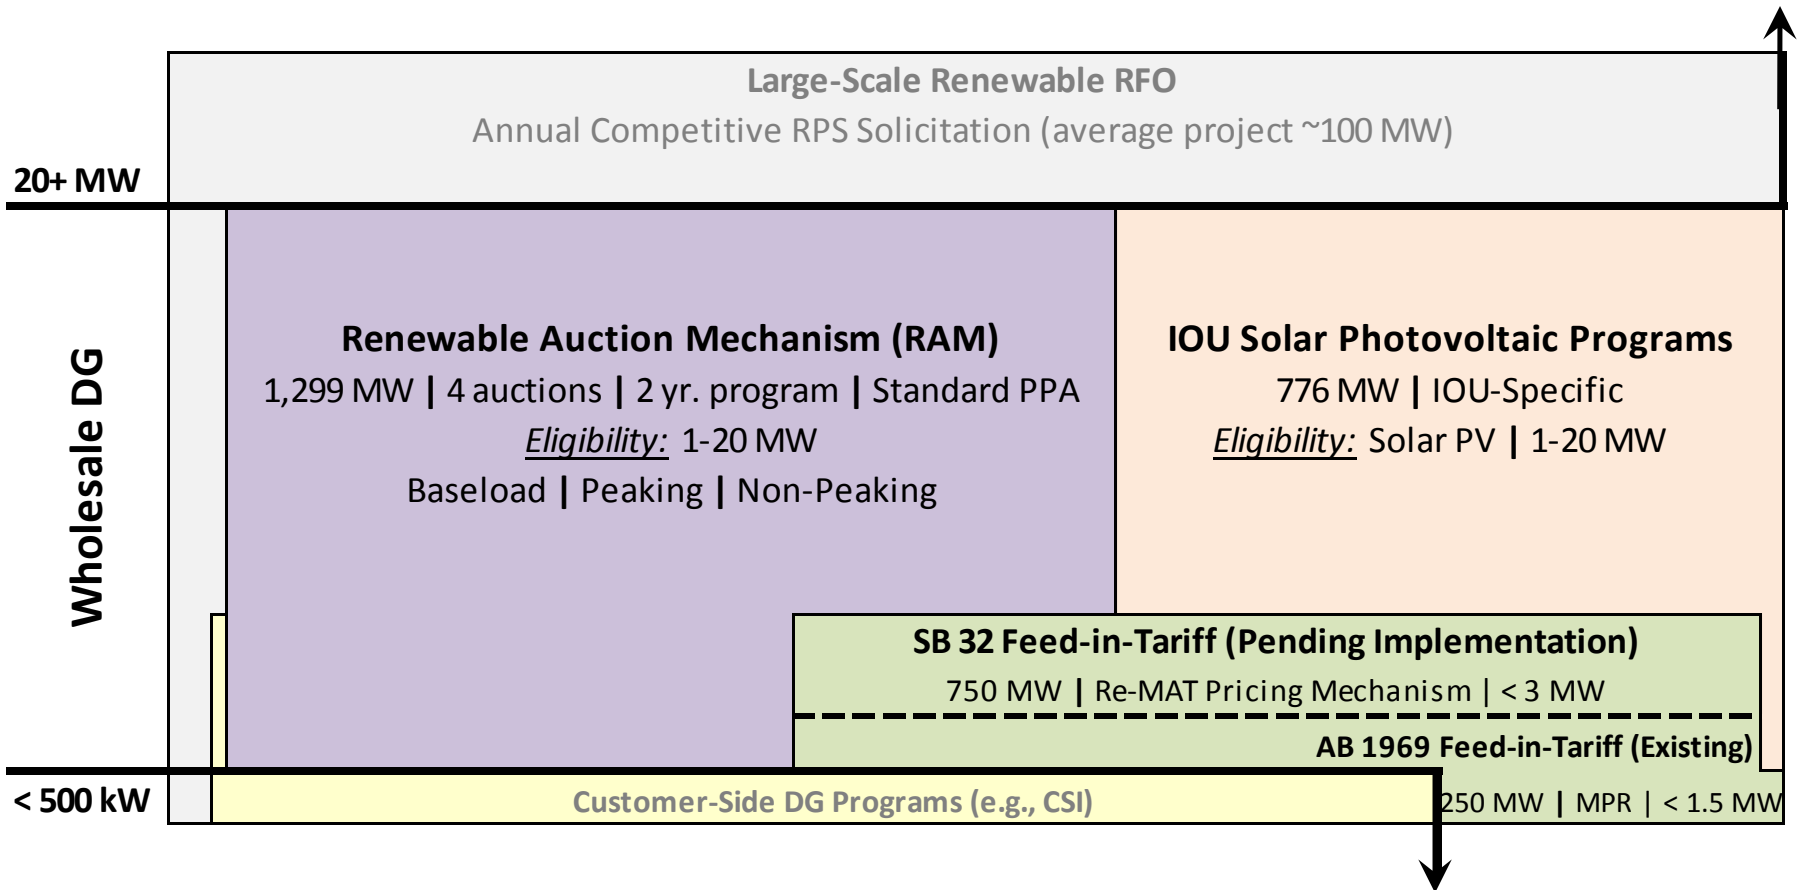 Large-Scale Renewable RFO
Annual Competitive RPS Solicitation (average project ~100 MW)
20+ MW
Wholesale DG
Renewable Auction Mechanism (RAM)
1,299 MW | 4 auctions | 2 yr. program | Standard PPA
Eligibility: 1-20 MW
Baseload | Peaking | Non-Peaking
IOU Solar Photovoltaic Programs
776 MW | IOU-Specific
Eligibility: Solar PV | 1-20 MW
SB 32 Feed-in-Tariff (Pending Implementation)
750 MW | Re-MAT Pricing Mechanism | < 3 MW
AB 1969 Feed-in-Tariff (Existing)
250 MW | MPR | < 1.5 MW
< 500 kW
Customer-Side DG Programs (e.g., CSI)